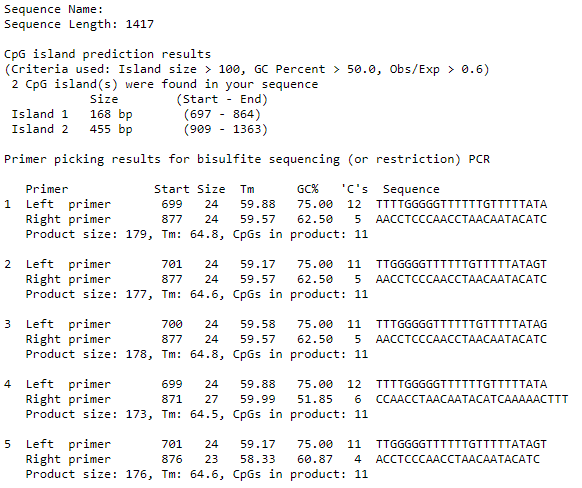 Sequence Name:
Sequence Length: 1417
CpG island prediction results
(Criteria used: Island size > 100, GC Percent > 50.0, Obs/Exp > 0.6)
2 CpG island(s) were found in your sequence
Size (Start - End)
Island 1 168 bp (697 - 864)
Island 2 455 bp (909 - 1363)
Primer picking results for bisulfite sequencing (or restriction) PCR
Primer Start Size Tm GC% 'C's Sequence
1 Left primer 699 24 59.88 75.00 12 TTTTGGGGGTTTTTTGTTTTTATA
Right primer 877 24 59.57 62.50 5 AACCTCCCAACCTAACAATACATC
Product size: 179, Tm: 64.8, CpGs in product: 11
2 Left primer 701 24 59.17 75.00 11 TTGGGGGTTTTTTGTTTTTATAGT
Right primer 877 24 59.57 62.50 5 AACCTCCCAACCTAACAATACATC
Product size: 177, Tm: 64.6, CpGs in product: 11
3 Left primer 700 24 59.58 75.00 11 TTTGGGGGTTTTTTGTTTTTATAG
Right primer 877 24 59.57 62.50 5 AACCTCCCAACCTAACAATACATC
Product size: 178, Tm: 64.8, CpGs in product: 11
4 Left primer 699 24 59.88 75.00 12 TTTTGGGGGTTTTTTGTTTTTATA
Right primer 871 27 59.99 51.85 6 CCAACCTAACAATACATCAAAAACTTT
Product size: 173, Tm: 64.5, CpGs in product: 11
5 Left primer 701 24 59.17 75.00 11 TTGGGGGTTTTTTGTTTTTATAGT
Right primer 876 23 58.33 60.87 4 ACCTCCCAACCTAACAATACATC
Product size: 176, Tm: 64.6, CpGs in product: 11